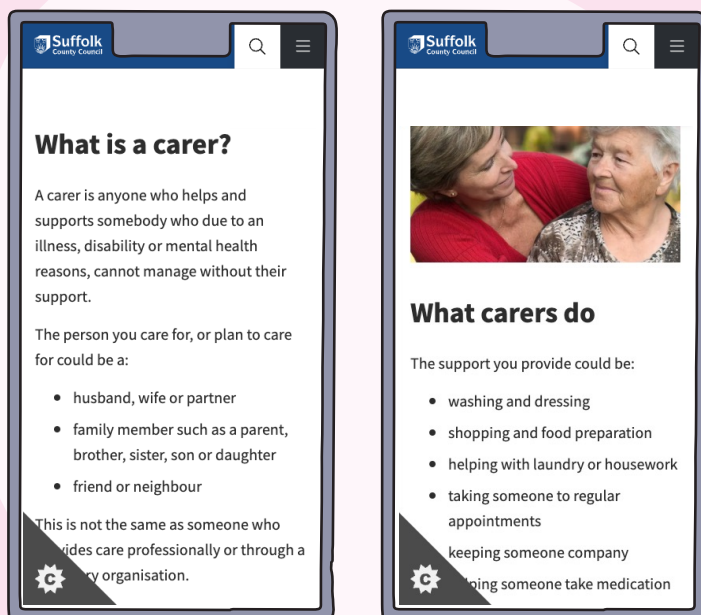 Suffolk
County Council
What is a carer?
A carer is anyone who helps and
supports somebody who due to an
illness, disability or mental health
reasons, cannot manage without their
support.
The person you care for, or plan to care
for could be a:
husband, wife or partner
family member such as a parent,
brother, sister, son or daughter
friend or neighbour
This is not the same as someone who
care professionally or through a
organisation.
C
Suffolk
County Council
What carers do
The support you provide could be:
washing and dressing
shopping and food preparation
helping with laundry or housework
taking someone to regular
appointments
keeping someone company
someone take medication
C